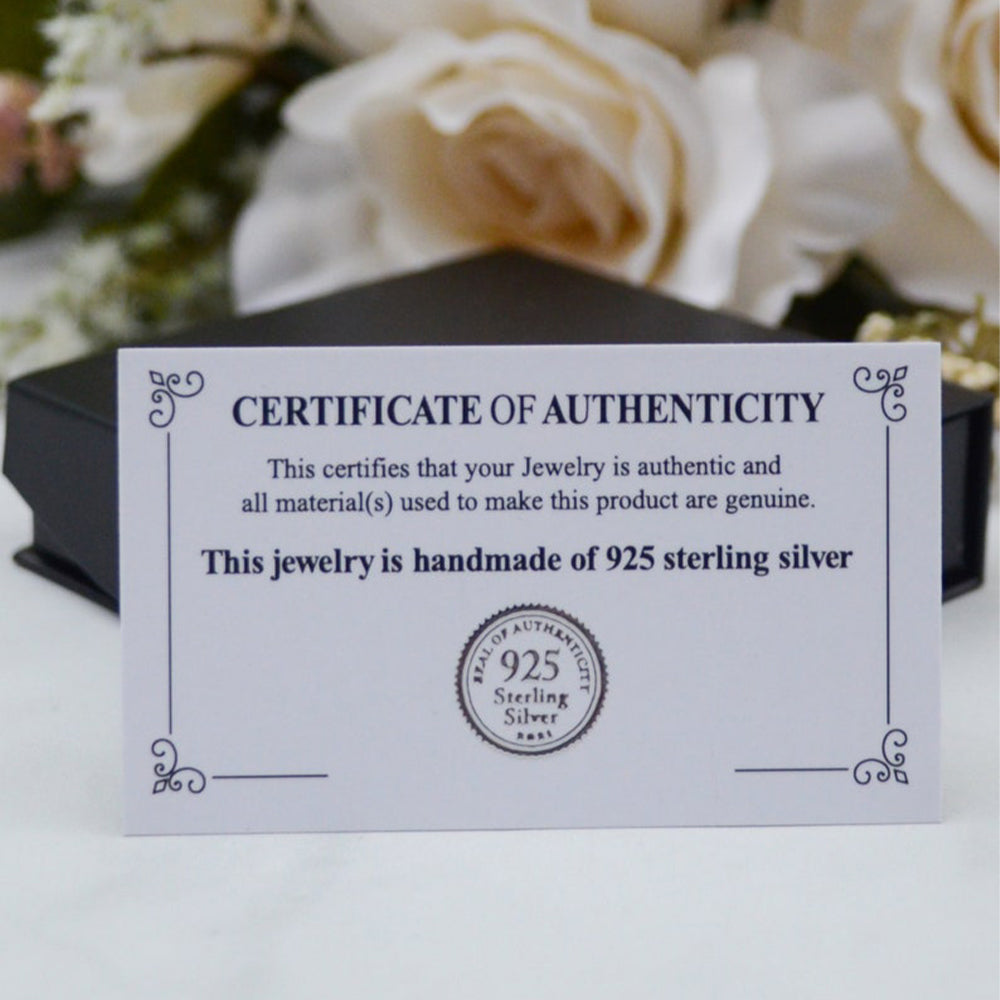 CERTIFICATE OF AUTHENTICITY
This certifies that your Jewelry is authentic and
all material(s) used to make this product are genuine.
This jewelry is handmade of 925 sterling silver
SEAL OF AUTHENTICITY
925
Sterling
Silver